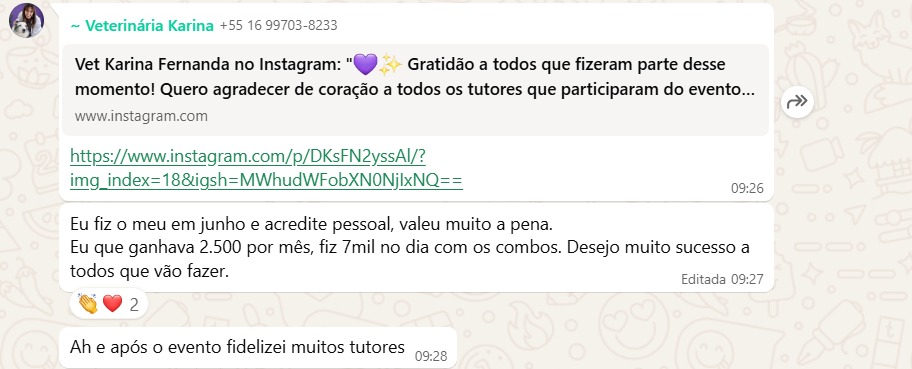 ~ Veterinária Karina +55 16 99703-8233
Vet Karina Fernanda no Instagram: "💜✨ Gratidão a todos que fizeram parte desse
momento! Quero agradecer de coração a todos os tutores que participaram do evento...
www.instagram.com
https://www.instagram.com/p/DKsFN2yssAl/?
img_index=18&igsh=MWhudWFobXN0NjIxNQ==
09:26
Eu fiz o meu em junho e acredite pessoal, valeu muito a pena.
Eu que ganhava 2.500 por mês, fiz 7mil no dia com os combos. Desejo muito sucesso a
todos que vão fazer.
Editada 09:27
👏❤️ 2
Ah e após o evento fidelizei muitos tutores 09:28